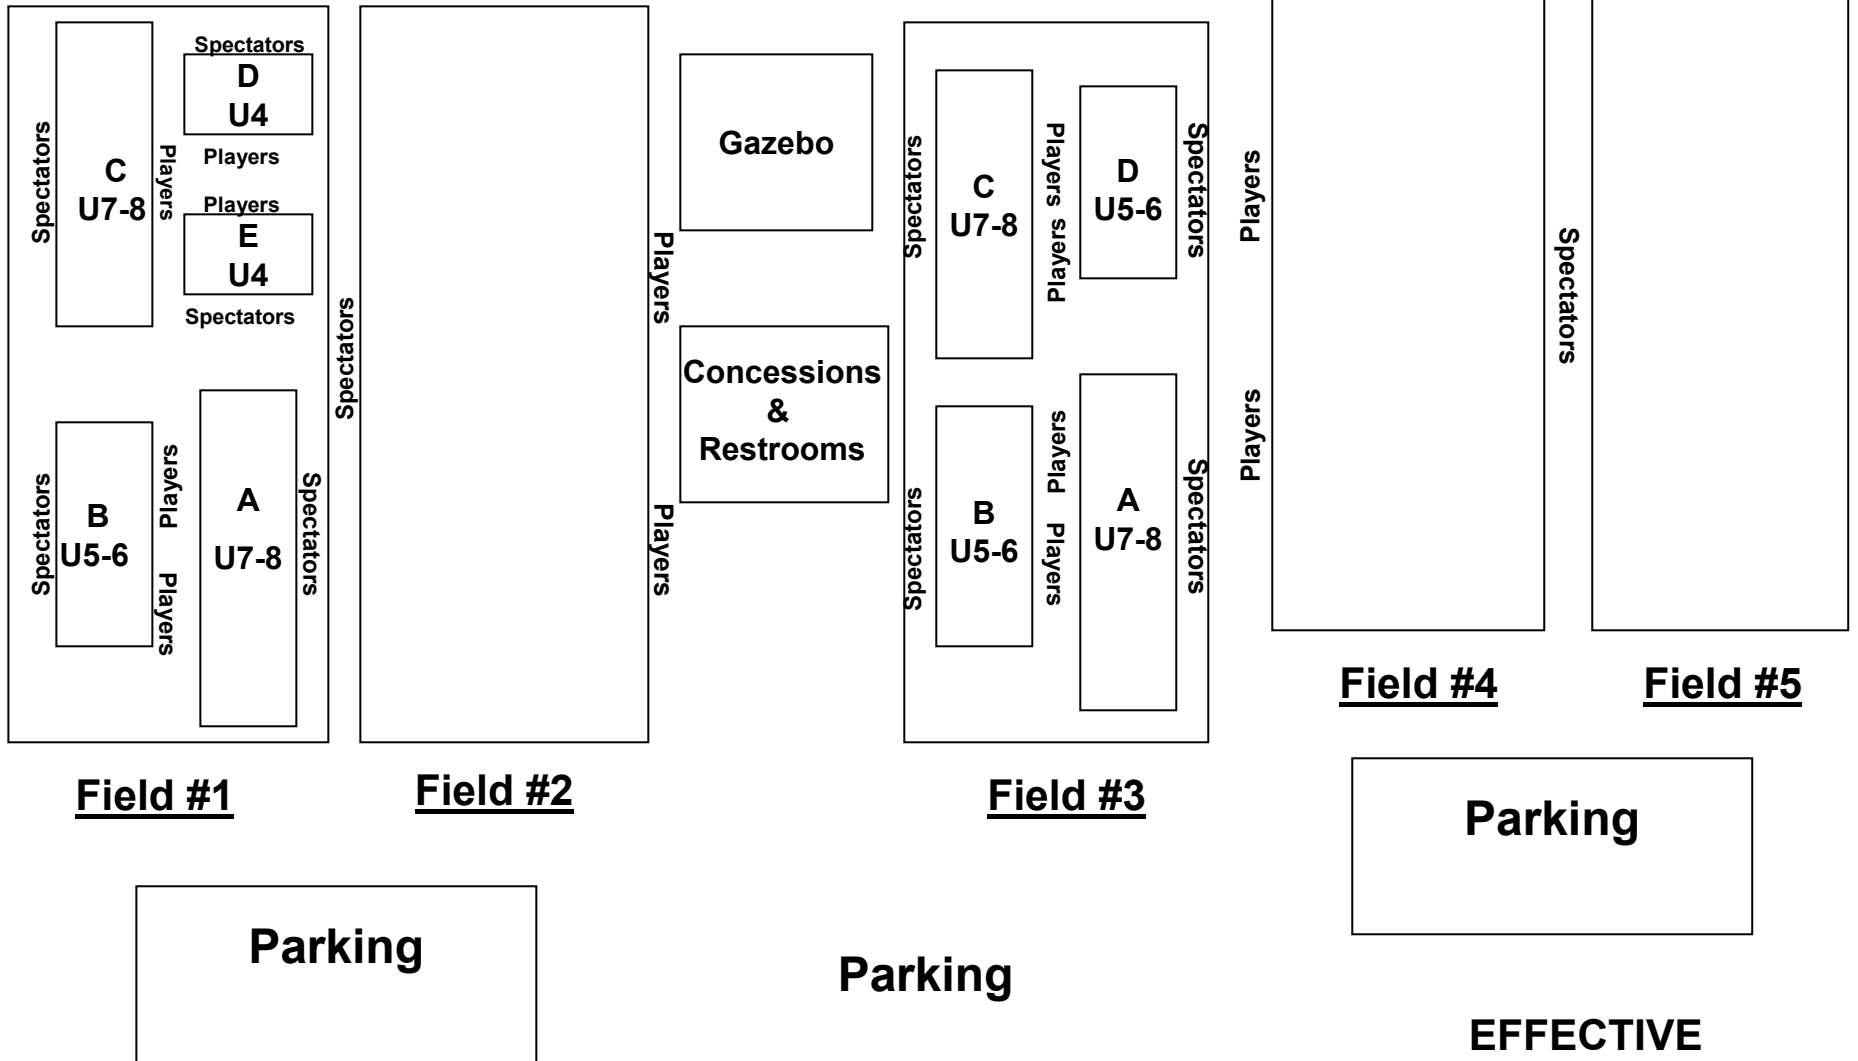 Spectators
D
U4
Players
Players
E
U4
Spectators
Spectators
C
U7-8
Players
Spectators
B
U5-6
Players
Players
A
U7-8
Spectators
Field #1
Spectators
Players
Players
Field #2
Gazebo
Concessions
&
Restrooms
Spectators
C
U7-8
Players
Players
D
U5-6
Spectators
Spectators
B
U5-6
Players
Players
A
U7-8
Spectators
Field #3
Players
Players
Field #4
Spectators
Field #5
Parking
Parking
Parking
EFFECTIVE